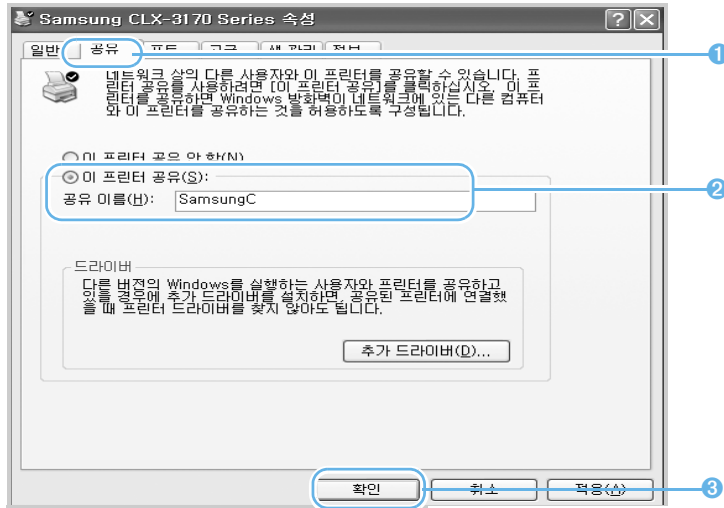 Samsung CLX-3170 Series 속성
일반 공유 포트 고급 색 관리 정보
네트워크 상의 다른 사용자와 이 프린터를 공유할 수 있습니다. 프
린터 공유를 사용하려면 [이 프린터 공유]를 클릭하십시오. 이 프
린터를 공유하면 Windows 방화벽이 네트워크에 있는 다른 컴퓨터
와 이 프린터를 공유하는 것을 허용하도록 구성됩니다.
이 프린터 공유 안 함(N)
이 프린터 공유(S):
공유 이름(H): SamsungC
드라이버
다른 버전의 Windows를 실행하는 사용자와 프린터를 공유하고
있을 경우에 추가 드라이버를 설치하면, 공유된 프린터에 연결했
을 때 프린터 드라이버를 찾지 않아도 됩니다.
추가 드라이버(D)...
확인 취소 적용(A)
1
2
3